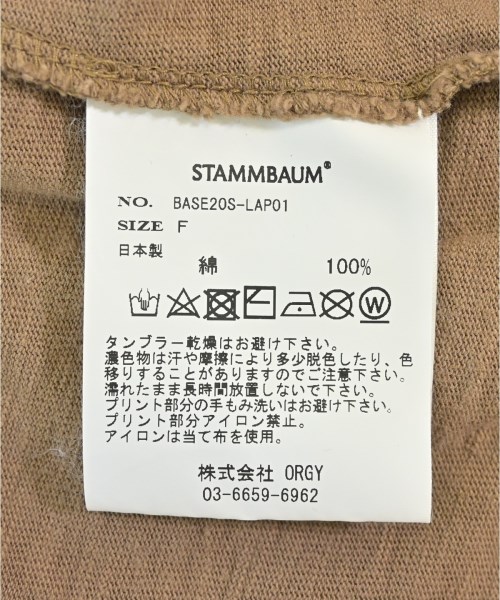 STAMMBAUM®
NO. BASE20S-LAP01
SIZE F
日本製
綿 100%
W
タンブラー乾燥はお避け下さい。
濃色物は汗や摩擦により多少脱色したり、色
移りすることがありますのでご注意下さい。
濡れたまま長時間放置しないで下さい。
プリント部分の手もみ洗いはお避け下さい。
プリント部分アイロン禁止。
アイロンは当て布を使用。
株式会社 ORGY
03-6659-6962